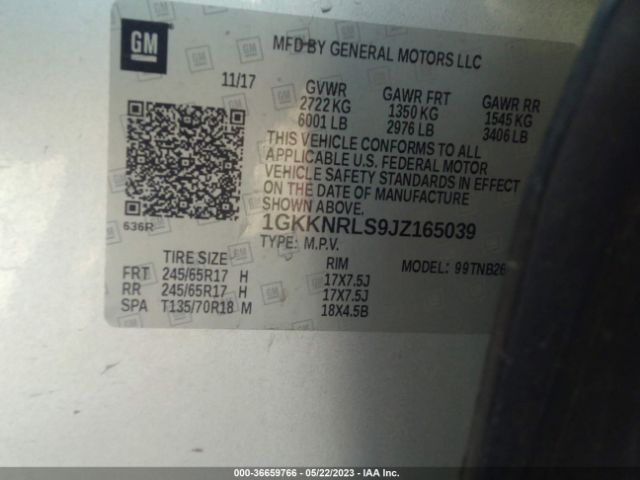 GM
MFD BY GENERAL MOTORS LLC
11/17 GVWR GAWR FRT GAWR RR
2722 KG 1350 KG 1545 KG
6001 LB 2976 LB 3406 LB
THIS VEHICLE CONFORMS TO ALL
APPLICABLE U.S. FEDERAL MOTOR
VEHICLE SAFETY STANDARDS IN EFFECT
ON THE DATE OF MANUFACTURE
SHOWN ABOVE.
636R 1GKKNRLS9JZ165039
TYPE: M.P.V. MODEL: 99TNB26
TIRE SIZE RIM
FRT 245/65R17 H 17X7.5J
RR 245/65R17 H 17X7.5J
SPA T135/70R18 M 18X4.5B
000-36659766 - 05/22/2023 - IAA Inc.